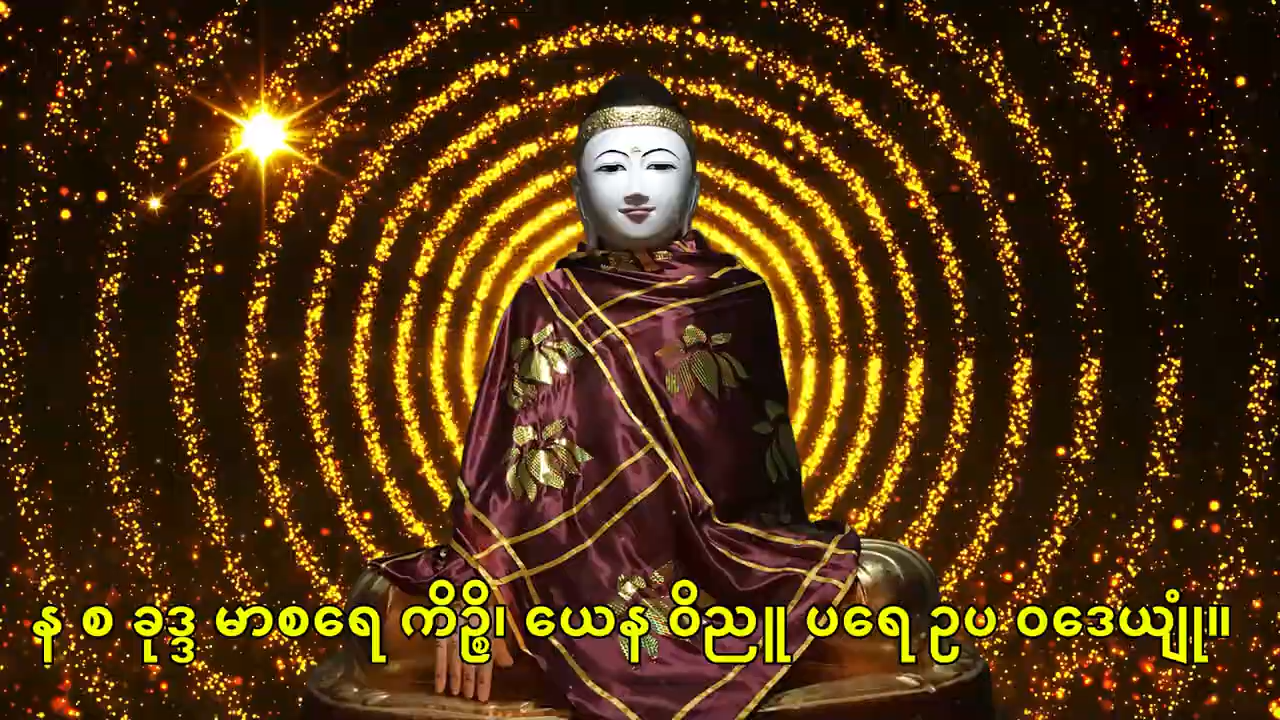 န စ ခုဒ္ဒ မာစရေ ကိဉ္စိ၊ ယေန ဝိညူ ပရေ ဥပ ဝဒေယျုံ။